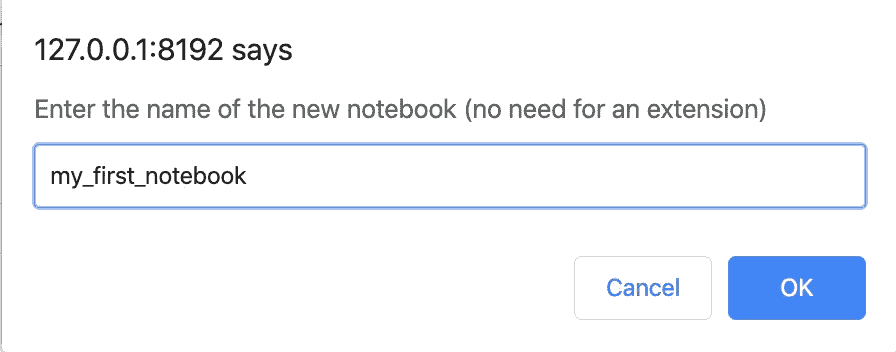 127.0.0.1:8192 says
Enter the name of the new notebook (no need for an extension)
my_first_notebook
Cancel
OK